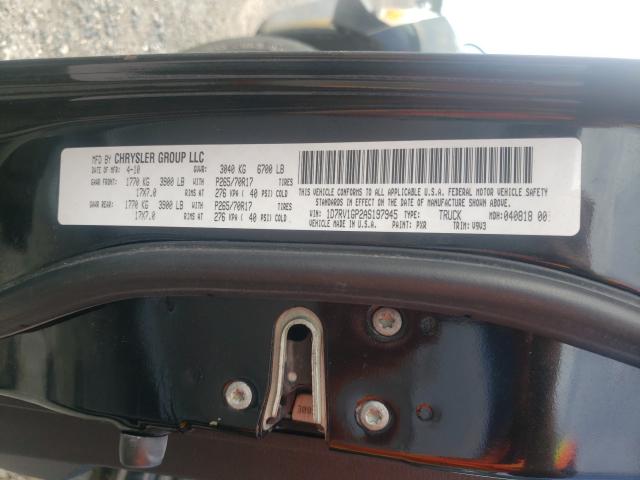 MFD BY CHRYSLER GROUP LLC
DATE OF MFR: 4-10 GVWR: 3040 KG 6700 LB
GAWR FRONT: 1770 KG 3900 LB WITH P265/70R17 TIRES
17X7.0 276 KPA ( 40 PSI) COLD
GAWR REAR: 1770 KG 3900 LB WITH P265/70R17 TIRES
17X7.0 276 KPA ( 40 PSI) COLD
THIS VEHICLE CONFORMS TO ALL APPLICABLE U.S.A. FEDERAL MOTOR VEHICLE SAFETY
STANDARDS IN EFFECT ON THE DATE OF MANUFACTURE SHOWN ABOVE.
VIN: 1D7RV1GP2AS197945 TYPE: TRUCK MDH: 040818 00
VEHICLE MADE IN U.S.A. PAINT: PXR TRIM: V9V3